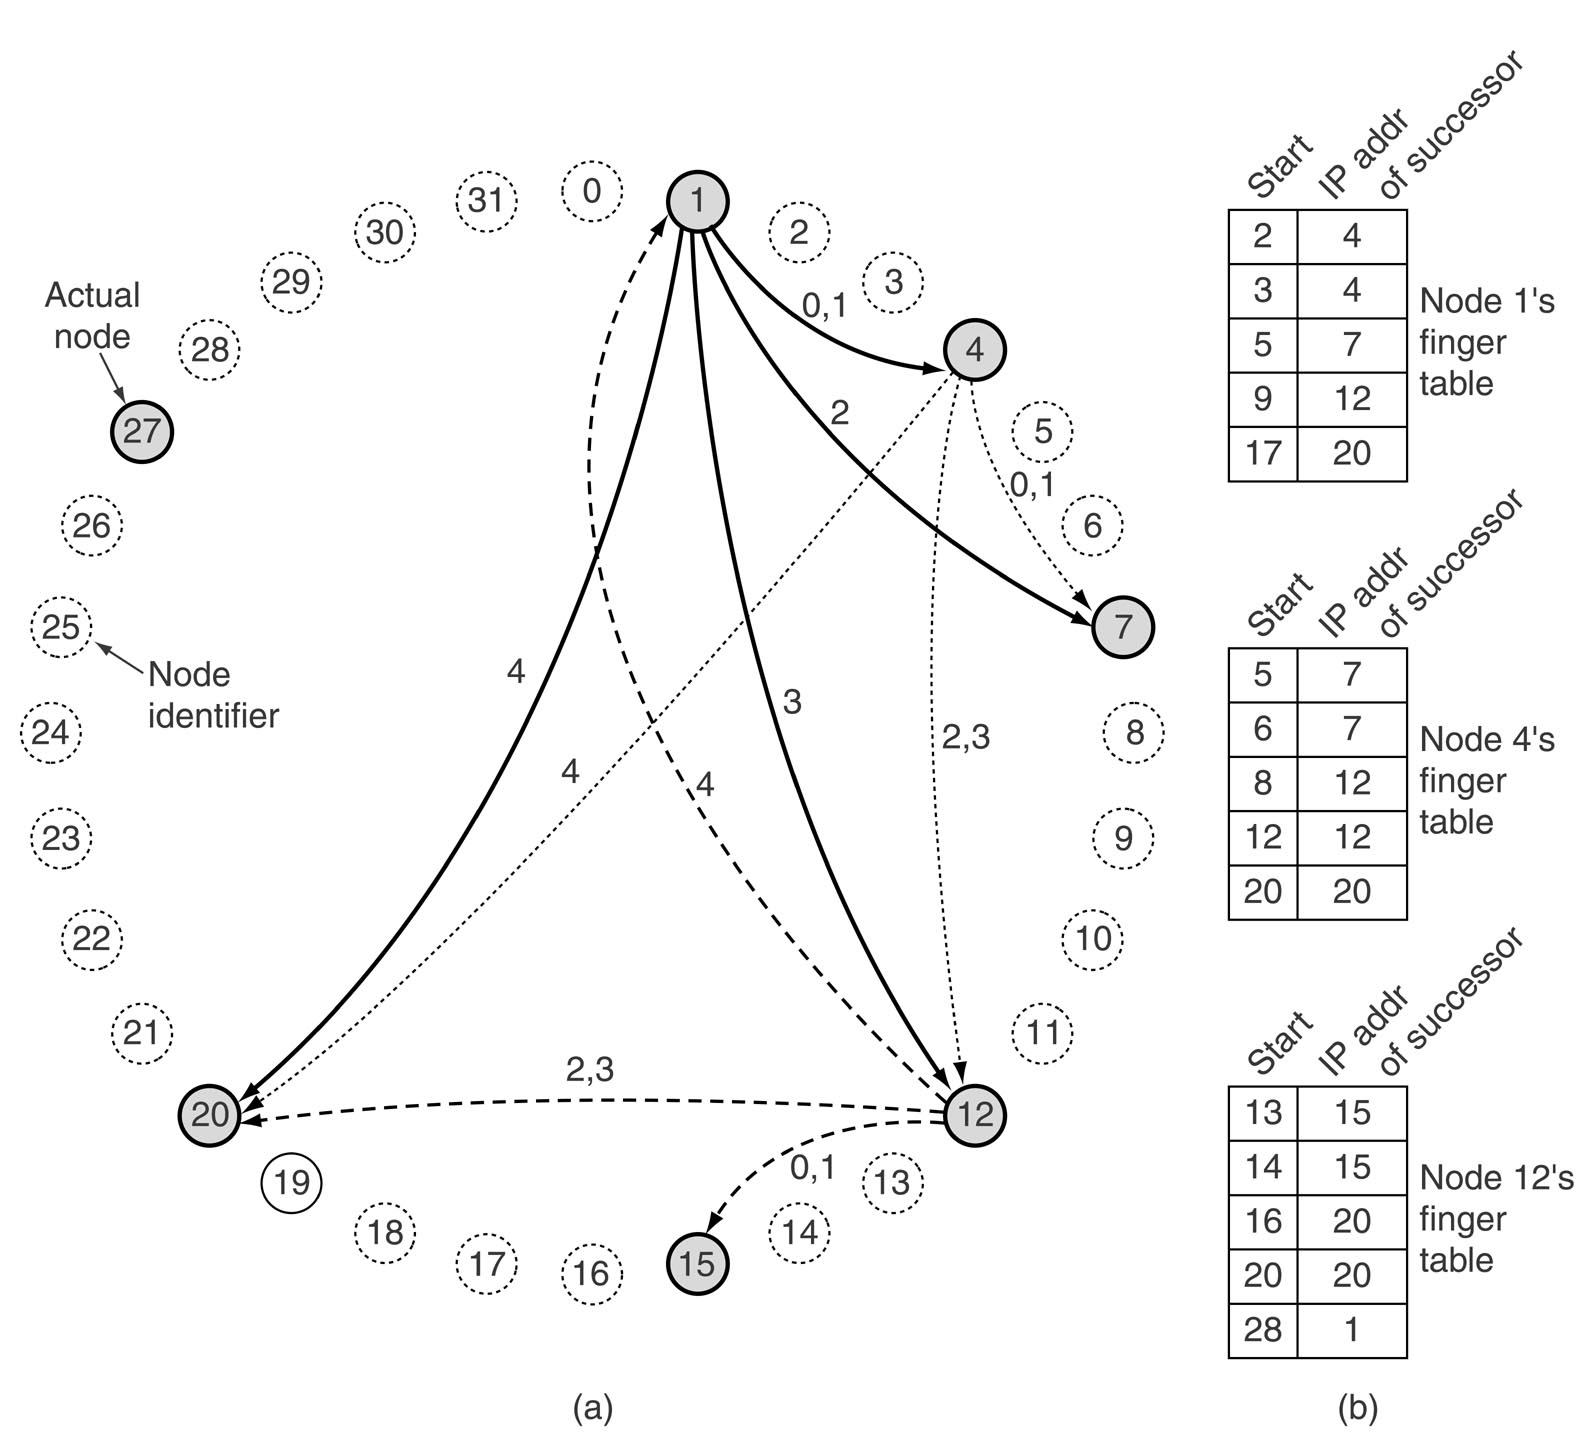 0
1
2
3
4
5
6
7
8
9
10
11
12
13
14
15
16
17
18
19
20
21
22
23
24
25
26
27
28
29
30
31
Actual
node
Node
identifier
0,1
2
3
4
0,1
2,3
4
0,1
2,3
4
(a)
Start
IP addr
of successor
2 4
3 4
5 7
9 12
17 20
Node 1's
finger
table
Start
IP addr
of successor
5 7
6 7
8 12
12 12
20 20
Node 4's
finger
table
Start
IP addr
of successor
13 15
14 15
16 20
20 20
28 1
Node 12's
finger
table
(b)